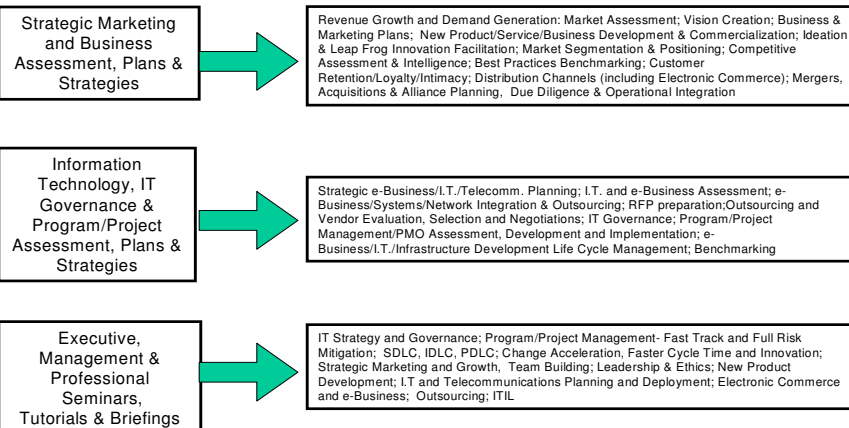 Strategic Marketing
and Business
Assessment, Plans &
Strategies
Revenue Growth and Demand Generation: Market Assessment; Vision Creation; Business &
Marketing Plans;  New Product/Service/Business Development & Commercialization; Ideation
& Leap Frog Innovation Facilitation; Market Segmentation & Positioning; Competitive
Assessment & Intelligence; Best Practices Benchmarking; Customer
Retention/Loyalty/Intimacy; Distribution Channels (including Electronic Commerce); Mergers,
Acquisitions & Alliance Planning,  Due Diligence & Operational Integration
Information
Technology, IT
Governance &
Program/Project
Assessment, Plans &
Strategies
Strategic e-Business/I.T./Telecomm. Planning; I.T. and e-Business Assessment; e-
Business/Systems/Network Integration & Outsourcing; RFP preparation;Outsourcing and
Vendor Evaluation, Selection and Negotiations; IT Governance; Program/Project
Management/PMO Assessment, Development and Implementation; e-
Business/I.T./Infrastructure Development Life Cycle Management; Benchmarking
Executive,
Management &
Professional
Seminars,
Tutorials & Briefings
IT Strategy and Governance; Program/Project Management- Fast Track and Full Risk
Mitigation;  SDLC, IDLC, PDLC; Change Acceleration, Faster Cycle Time and Innovation;
Strategic Marketing and Growth,  Team Building; Leadership & Ethics; New Product
Development; I.T and Telecommunications Planning and Deployment; Electronic Commerce
and e-Business;  Outsourcing; ITIL